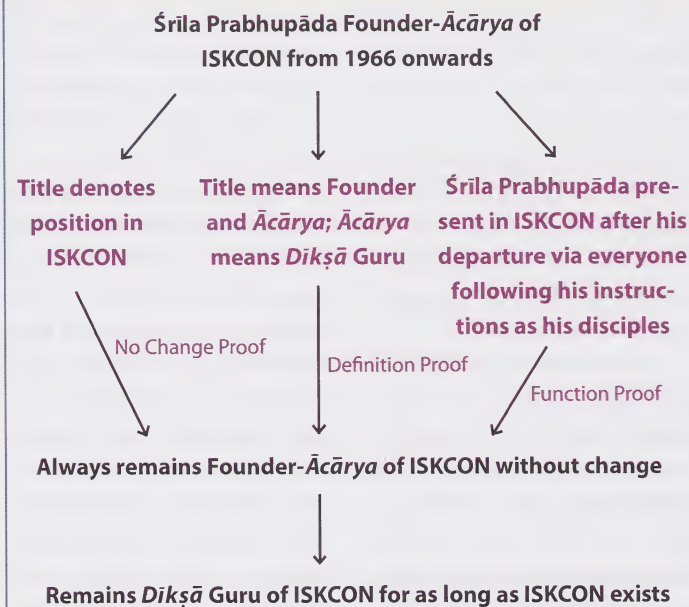 Śrīla Prabhupāda Founder-Ācārya of
ISKCON from 1966 onwards
Title denotes
position in
ISKCON
Title means Founder
and Ācārya; Ācārya
means Dīkṣā Guru
Śrīla Prabhupāda pre-
sent in ISKCON after his
departure via everyone
following his instruc-
tions as his disciples
No Change Proof
Definition Proof
Function Proof
Always remains Founder-Ācārya of ISKCON without change
Remains Dīkṣā Guru of ISKCON for as long as ISKCON exists